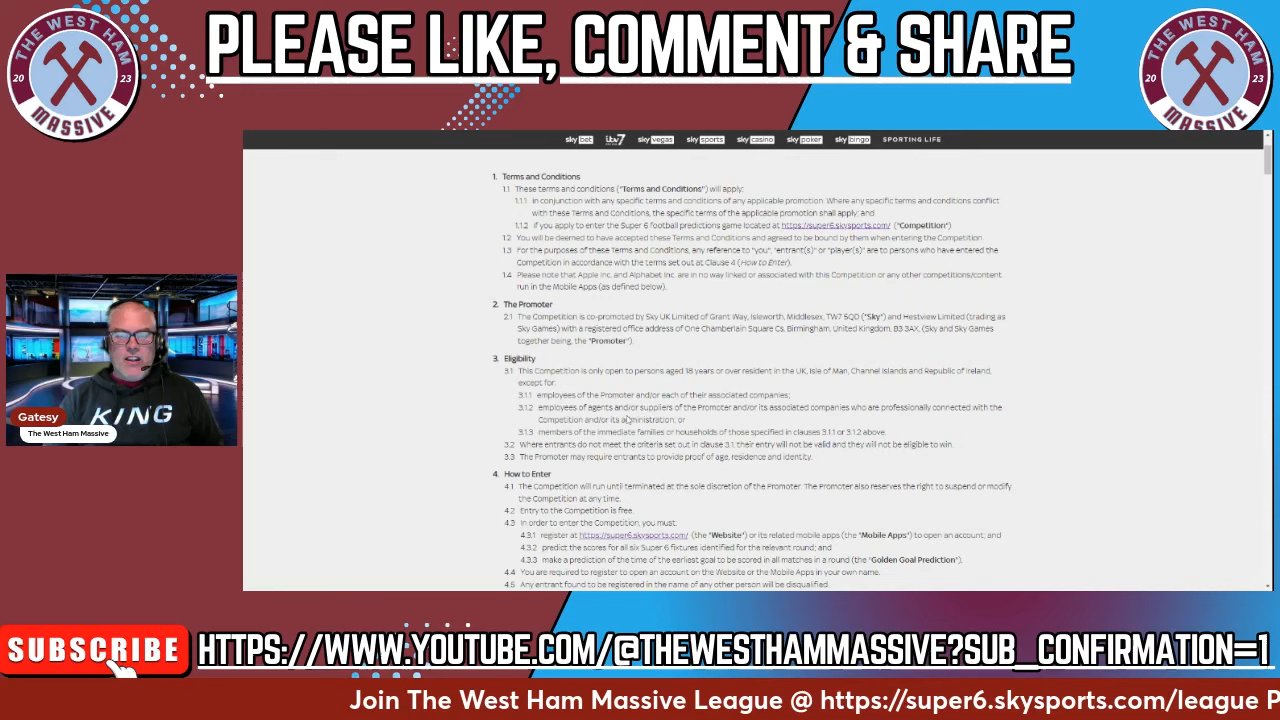 PLEASE LIKE, COMMENT & SHARE
THE WEST HAM
20 23
MASSIVE
THE WEST HAM
20 23
MASSIVE
sky bet itv7 sky vegas sky sports sky casino sky poker sky bingo SPORTING LIFE
1. Terms and Conditions
1.1 These terms and conditions ("Terms and Conditions") will apply:
1.1.1 in conjunction with any specific terms and conditions of any applicable promotion. Where any specific terms and conditions conflict
with these Terms and Conditions, the specific terms of the applicable promotion shall apply; and
1.1.2 if you apply to enter the Super 6 football predictions game located at https://super6.skysports.com/ ("Competition")
1.2 You will be deemed to have accepted these Terms and Conditions and agreed to be bound by them when entering the Competition.
1.3 For the purposes of these Terms and Conditions, any reference to "you", "entrant(s)" or "player(s)" are to persons who have entered the
Competition in accordance with the terms set out at Clause 4 (How to Enter).
1.4 Please note that Apple Inc. and Alphabet Inc. are in no way linked or associated with this Competition or any other competitions/content
run in the Mobile Apps (as defined below).
2. The Promoter
2.1 The Competition is co-promoted by Sky UK Limited of Grant Way, Isleworth, Middlesex, TW7 5QD ("Sky") and Hestview Limited (trading as
Sky Games) with a registered office address of One Chamberlain Square Cs, Birmingham, United Kingdom, B3 3AX. (Sky and Sky Games
together being, the "Promoter").
3. Eligibility
3.1 This Competition is only open to persons aged 18 years or over resident in the UK, Isle of Man, Channel Islands and Republic of Ireland,
except for:
3.1.1 employees of the Promoter and/or each of their associated companies;
3.1.2 employees of agents and/or suppliers of the Promoter and/or its associated companies who are professionally connected with the
Competition and/or its administration; or
3.1.3 members of the immediate families or households of those specified in clauses 3.1.1 or 3.1.2 above.
3.2 Where entrants do not meet the criteria set out in clause 3.1, their entry will not be valid and they will not be eligible to win.
3.3 The Promoter may require entrants to provide proof of age, residence and identity.
4. How to Enter
4.1 The Competition will run until terminated at the sole discretion of the Promoter. The Promoter also reserves the right to suspend or modify
the Competition at any time.
4.2 Entry to the Competition is free.
4.3 In order to enter the Competition, you must:
4.3.1 register at https://super6.skysports.com/ (the "Website") or its related mobile apps (the "Mobile Apps") to open an account; and
4.3.2 predict the scores for all six Super 6 fixtures identified for the relevant round; and
4.3.3 make a prediction of the time of the earliest goal to be scored in all matches in a round (the "Golden Goal Prediction").
4.4 You are required to register to open an account on the Website or the Mobile Apps in your own name.
4.5 Any entrant found to be registered in the name of any other person will be disqualified.
KING
Gatesy
The West Ham Massive
SUBSCRIBE
HTTPS://WWW.YOUTUBE.COM/@THEWESTHAMMASSIVE?SUB_CONFIRMATION=1
Join The West Ham Massive League @ https://super6.skysports.com/league P